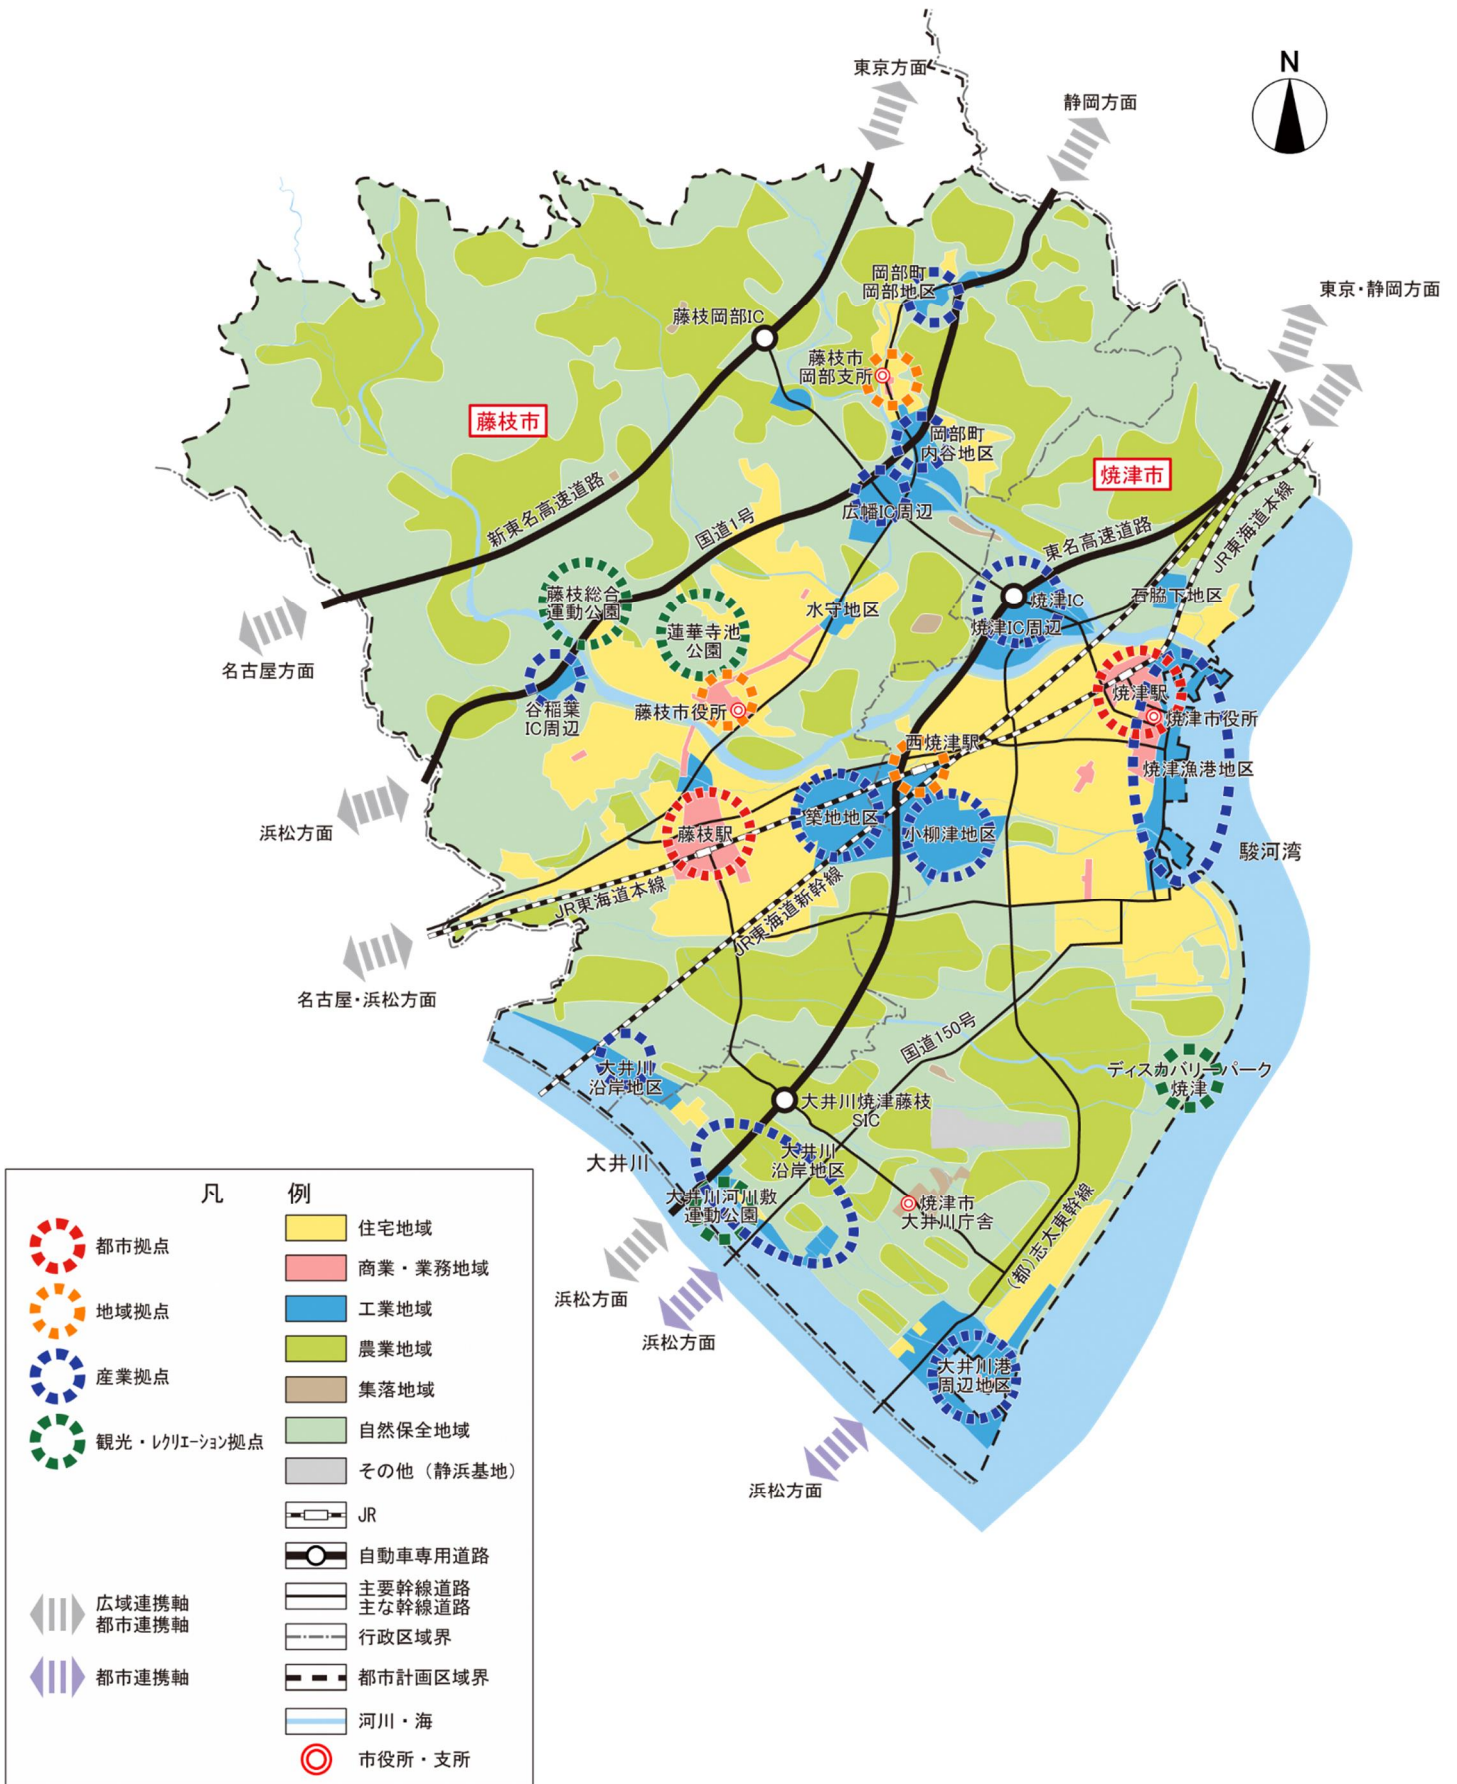 東京方面
静岡方面
N
東京・静岡方面
岡部町
岡部地区
藤枝岡部IC
藤枝市
岡部支所
藤枝市
岡部町
内谷地区
焼津市
新東名高速道路
国道1号
広幡IC周辺
東名高速道路
JR東海道本線
藤枝総合
運動公園
蓮華寺池
公園
水守地区
焼津IC
焼津IC周辺
石脇下地区
名古屋方面
谷稲葉
IC周辺
藤枝市役所
焼津駅
焼津市役所
西焼津駅
焼津漁港地区
浜松方面
藤枝駅
築地地区
小柳津地区
駿河湾
JR東海道本線
JR東海道新幹線
名古屋・浜松方面
国道150号
大井川
沿岸地区
ディスカバリーパーク
焼津
大井川焼津藤枝
SIC
大井川
大井川
沿岸地区
大井川河川敷
運動公園
焼津市
大井川庁舎
(都)志太東幹線
浜松方面
浜松方面
大井川港
周辺地区
浜松方面
凡 例
都市拠点
地域拠点
産業拠点
観光・レクリエーション拠点
広域連携軸
都市連携軸
都市連携軸
住宅地域
商業・業務地域
工業地域
農業地域
集落地域
自然保全地域
その他（静浜基地）
JR
自動車専用道路
主要幹線道路
主な幹線道路
行政区域界
都市計画区域界
河川・海
市役所・支所